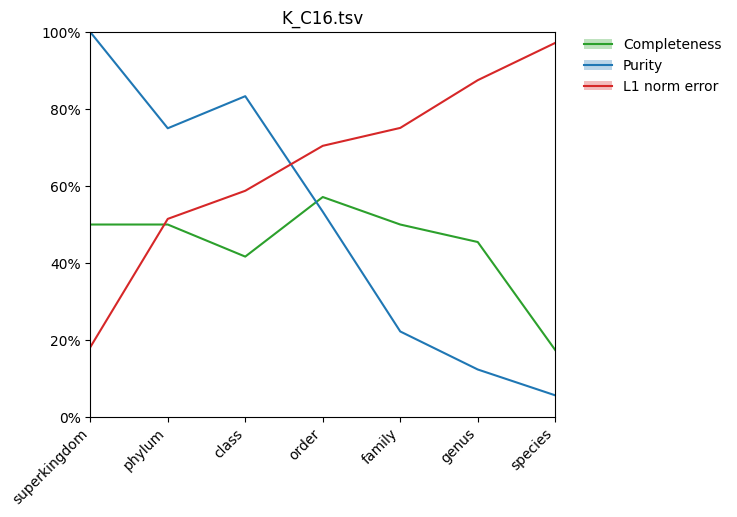 K_C16.tsv
100%
80%
60%
40%
20%
0%
superkingdom
phylum
class
order
family
genus
species
Completeness
Purity
L1 norm error